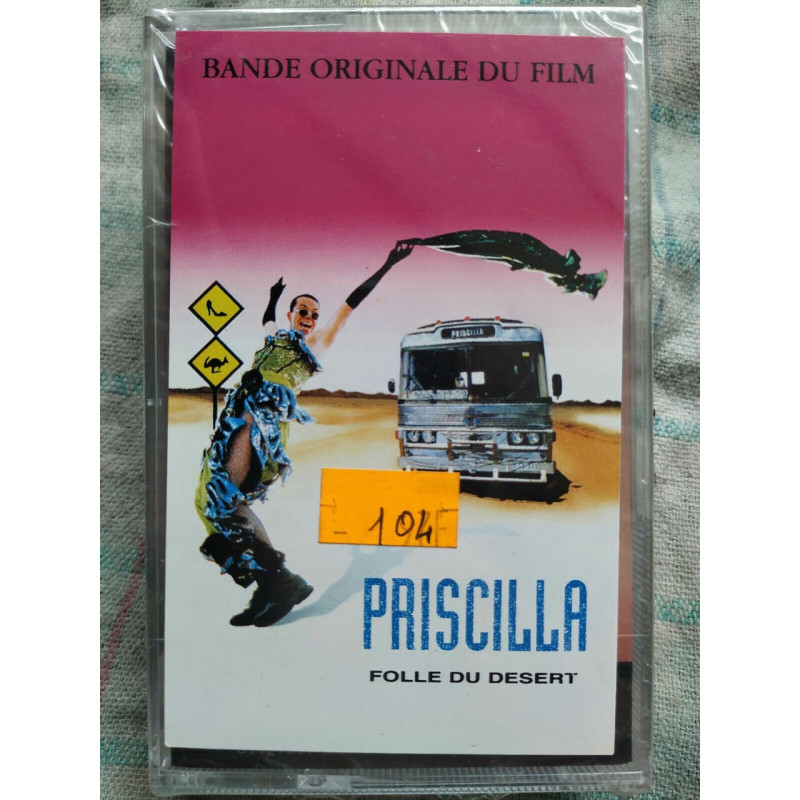 BANDE ORIGINALE DU FILM
PRISCILLA
104F
PRISCILLA
FOLLE DU DESERT